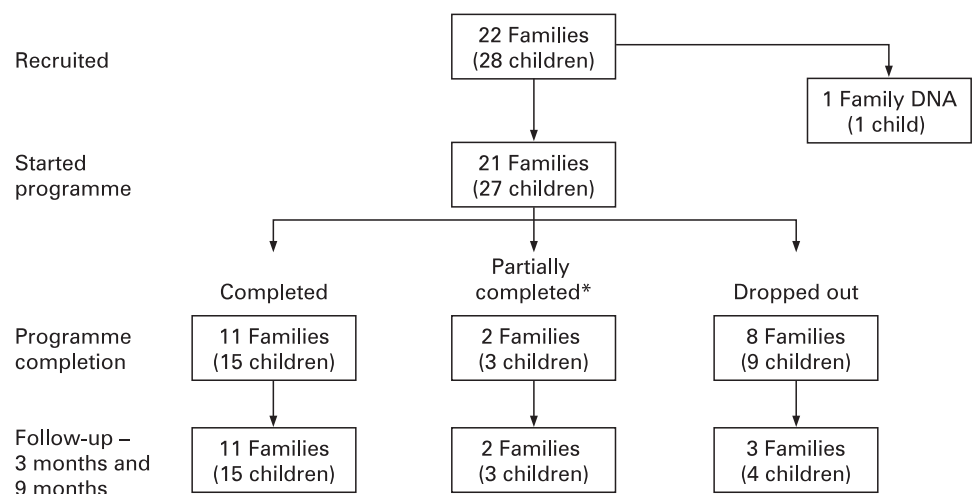 Recruited
22 Families
(28 children)
1 Family DNA
(1 child)
Started
programme
21 Families
(27 children)
Completed
Partially
completed*
Dropped out
Programme
completion
11 Families
(15 children)
2 Families
(3 children)
8 Families
(9 children)
Follow-up –
3 months and
9 months
11 Families
(15 children)
2 Families
(3 children)
3 Families
(4 children)